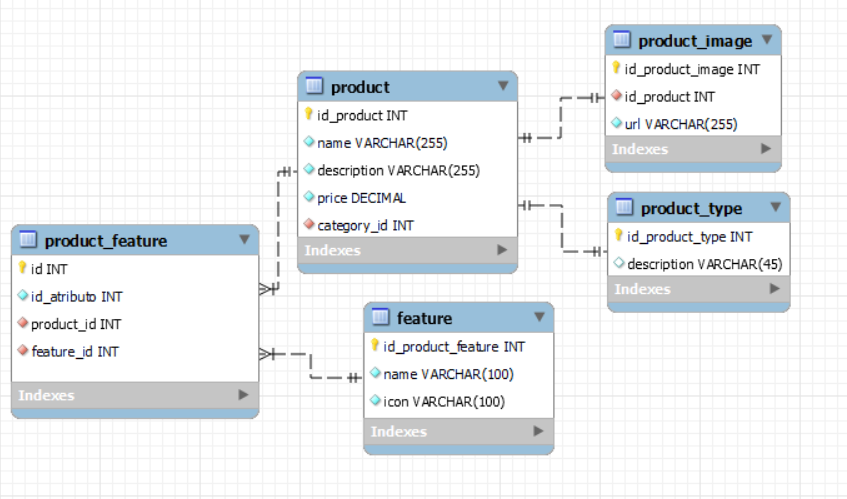 product_image
id_product_image INT
id_product INT
url VARCHAR(255)
Indexes
product
id_product INT
name VARCHAR(255)
description VARCHAR(255)
price DECIMAL
category_id INT
Indexes
product_type
id_product_type INT
description VARCHAR(45)
Indexes
product_feature
id INT
id_atributo INT
product_id INT
feature_id INT
Indexes
feature
id_product_feature INT
name VARCHAR(100)
icon VARCHAR(100)
Indexes